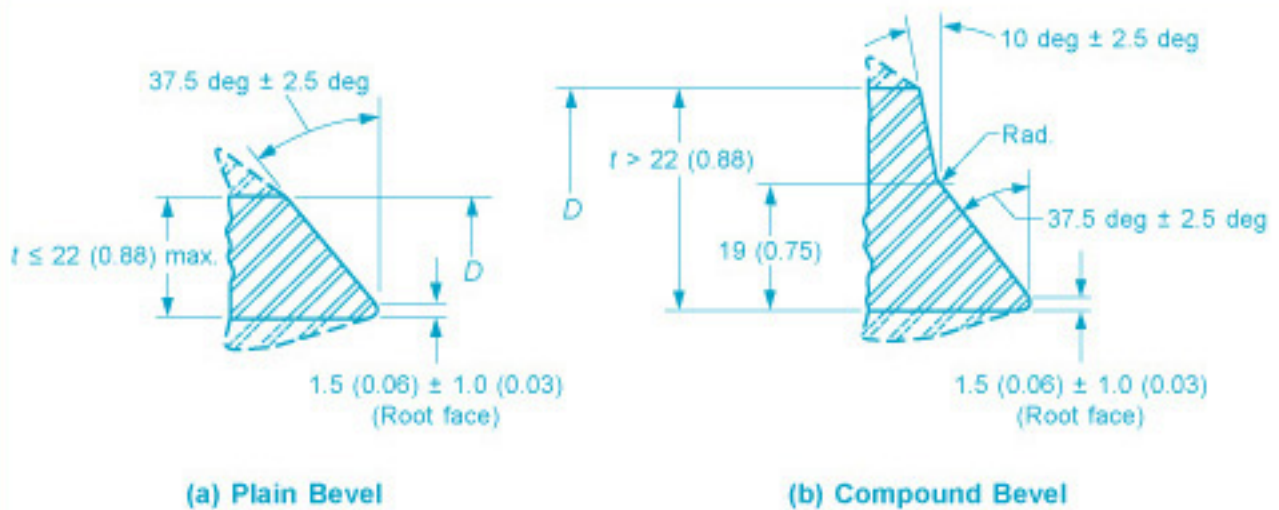 37.5 deg ± 2.5 deg
t ≤ 22 (0.88) max.
D
1.5 (0.06) ± 1.0 (0.03)
(Root face)
(a) Plain Bevel
10 deg ± 2.5 deg
Rad.
t > 22 (0.88)
D
37.5 deg ± 2.5 deg
19 (0.75)
1.5 (0.06) ± 1.0 (0.03)
(Root face)
(b) Compound Bevel